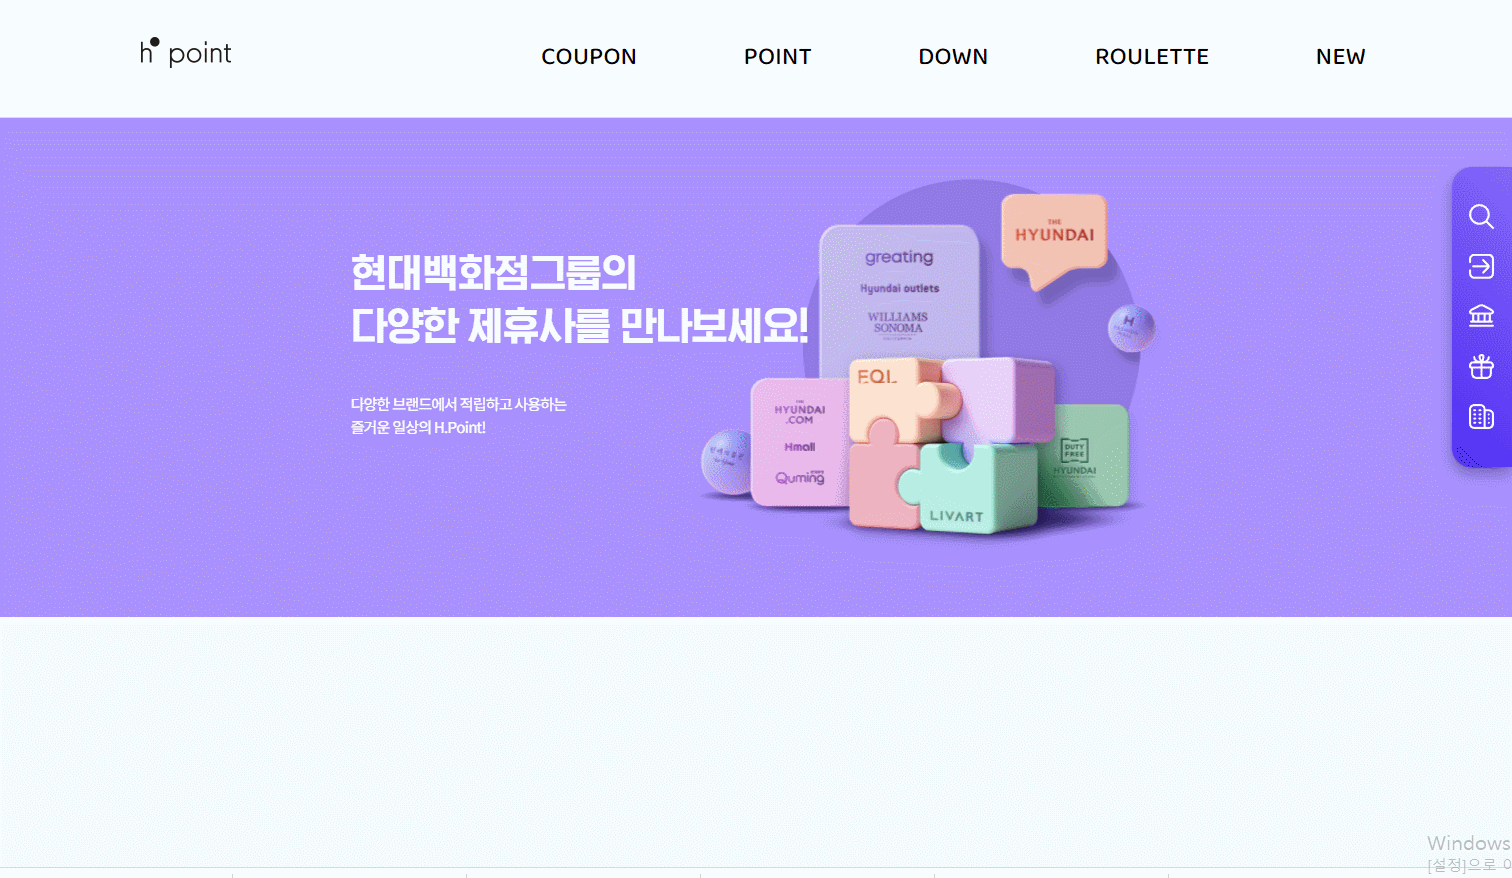 h point
COUPON
POINT
DOWN
ROULETTE
NEW
현대백화점그룹의
다양한 제휴사를 만나보세요!
다양한 브랜드에서 적립하고 사용하는
즐거운 일상의 H.Point!
THE
HYUNDAI
greating
Hyundai outlets
WILLIAMS
SONOMA
H
EQL
THE
HYUNDAI
.COM
Hmall
Quming
DUTY
FREE
HYUNDAI
LIVART
Windows
[설정]으로